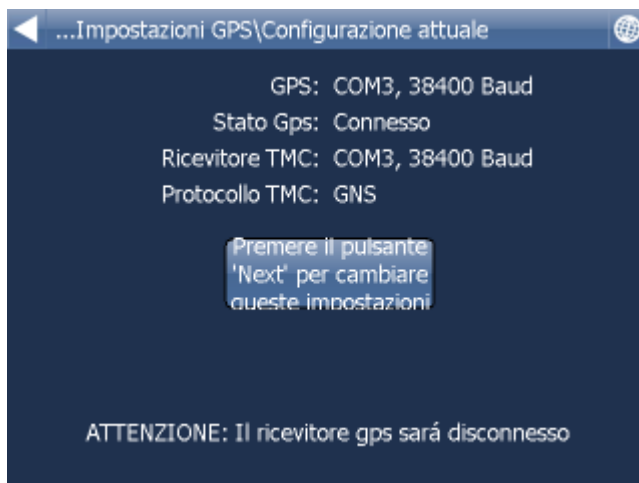 ...Impostazioni GPS\Configurazione attuale
GPS: COM3, 38400 Baud
Stato Gps: Connesso
Ricevitore TMC: COM3, 38400 Baud
Protocollo TMC: GNS
Premere il pulsante
'Next' per cambiare
queste impostazioni
ATTENZIONE: Il ricevitore gps sará disconnesso